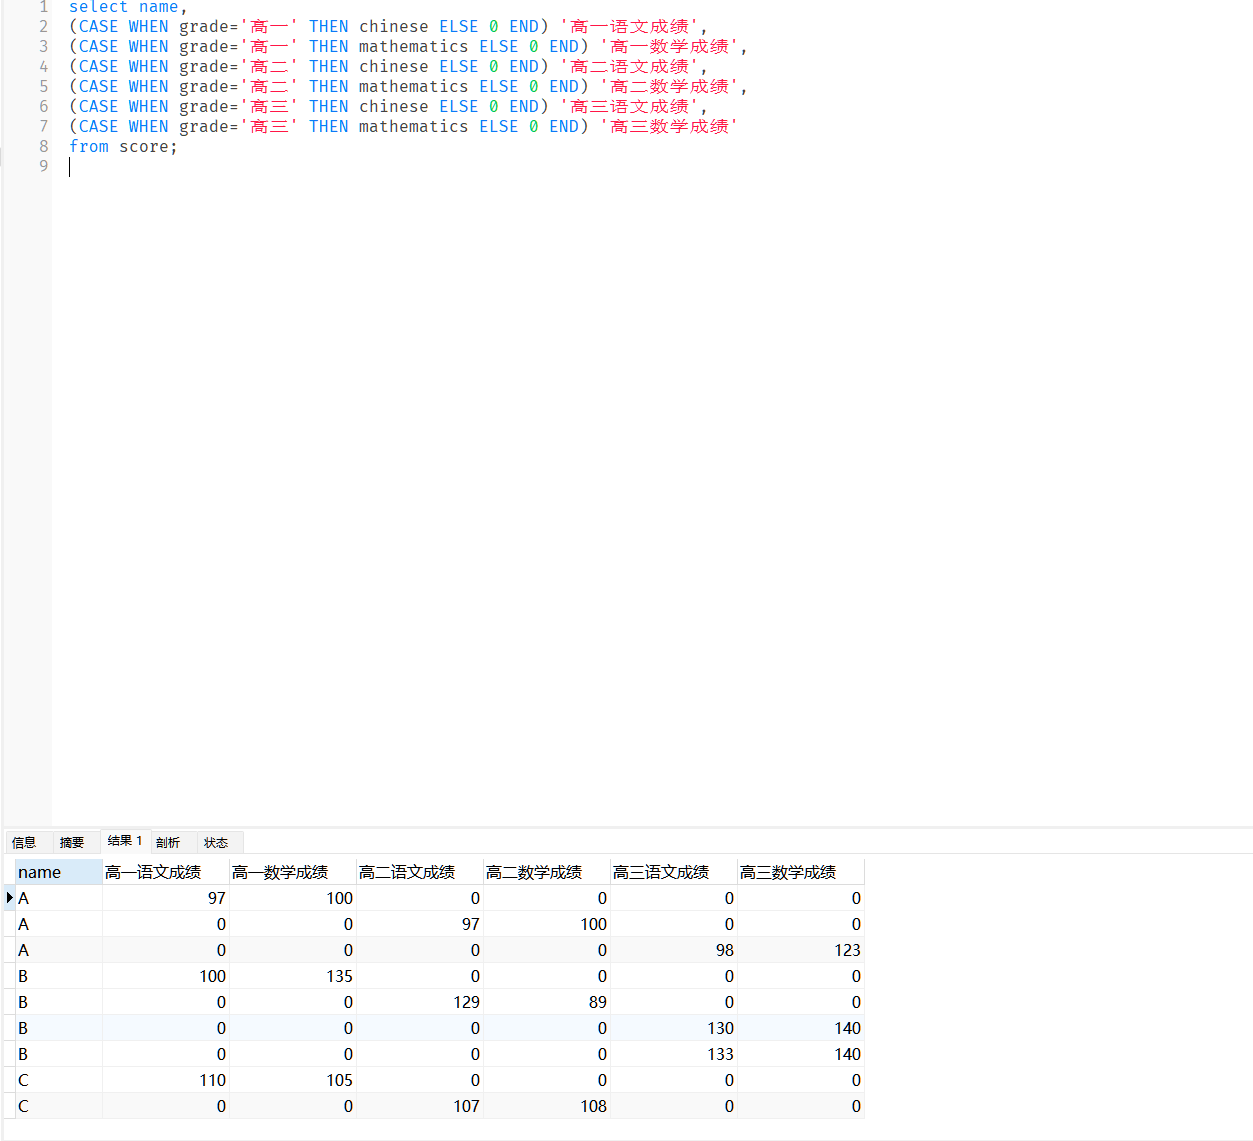 1 select name,
2 (CASE WHEN grade='高一' THEN chinese ELSE 0 END) '高一语文成绩',
3 (CASE WHEN grade='高一' THEN mathematics ELSE 0 END) '高一数学成绩',
4 (CASE WHEN grade='高二' THEN chinese ELSE 0 END) '高二语文成绩',
5 (CASE WHEN grade='高二' THEN mathematics ELSE 0 END) '高二数学成绩',
6 (CASE WHEN grade='高三' THEN chinese ELSE 0 END) '高三语文成绩',
7 (CASE WHEN grade='高三' THEN mathematics ELSE 0 END) '高三数学成绩'
8 from score;
9
信息 摘要 结果 1 剖析 状态
name 高一语文成绩 高一数学成绩 高二语文成绩 高二数学成绩 高三语文成绩 高三数学成绩
A 97 100 0 0 0 0
A 0 0 97 100 0 0
A 0 0 0 0 98 123
B 100 135 0 0 0 0
B 0 0 129 89 0 0
B 0 0 0 0 130 140
B 0 0 0 0 133 140
C 110 105 0 0 0 0
C 0 0 107 108 0 0